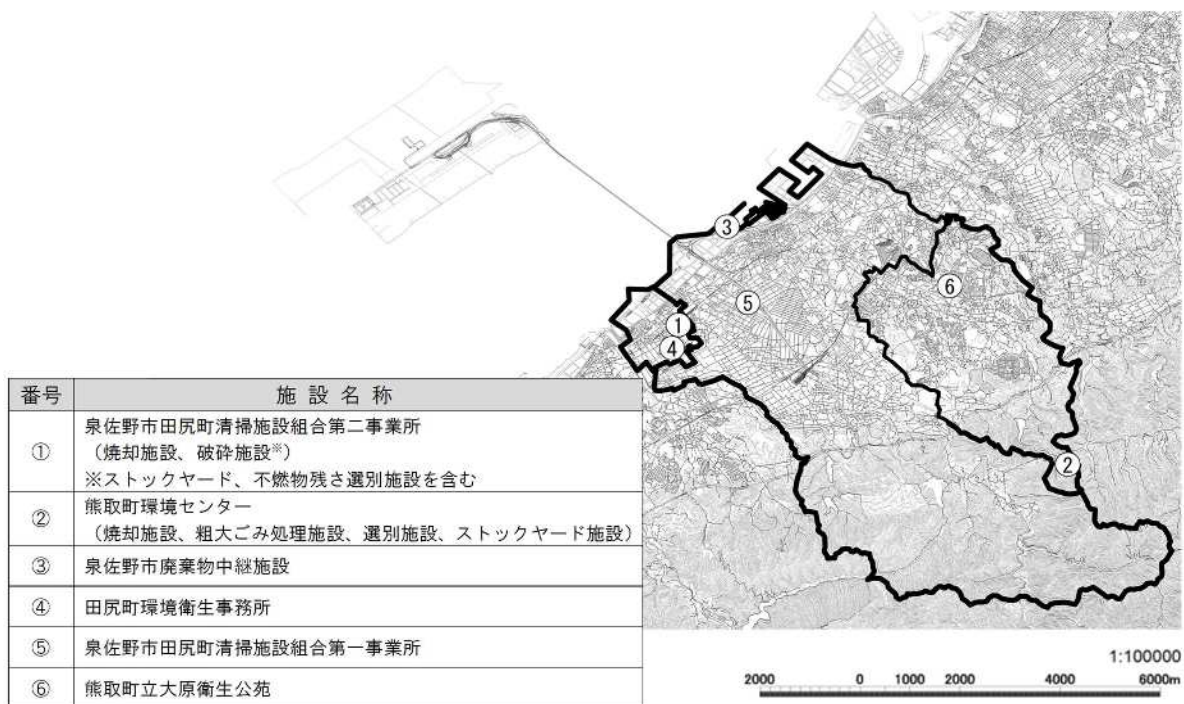 ③
⑥
⑤
①
④
②
番号 施設名称
① 泉佐野市田尻町清掃施設組合第二事業所
（焼却施設、破砕施設※）
※ストックヤード、不燃物残さ選別施設を含む
② 熊取町環境センター
（焼却施設、粗大ごみ処理施設、選別施設、ストックヤード施設）
③ 泉佐野市廃棄物中継施設
④ 田尻町環境衛生事務所
⑤ 泉佐野市田尻町清掃施設組合第一事業所
⑥ 熊取町立大原衛生公苑
1:100000
2000 0 1000 2000 4000 6000m